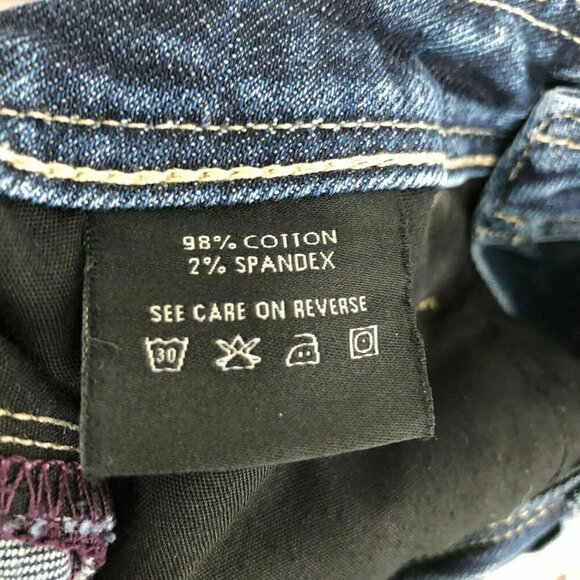 98% COTTON
2% SPANDEX
SEE CARE ON REVERSE
30